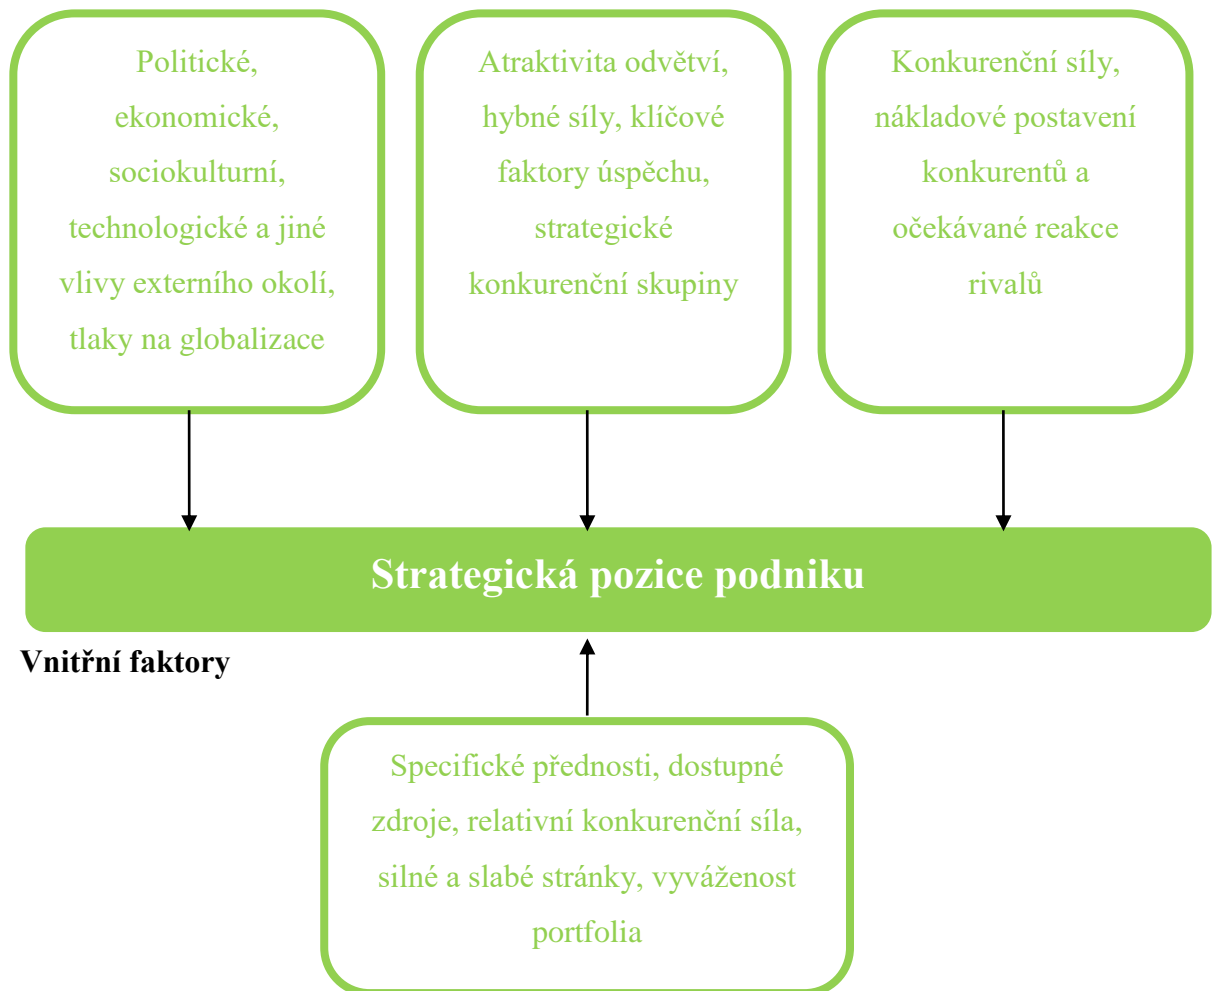 Politické,
ekonomické,
sociokulturní,
technologické a jiné
vlivy externího okolí,
tlaky na globalizace
Atraktivita odvětví,
hybné síly, klíčové
faktory úspěchu,
strategické
konkurenční skupiny
Konkurenční síly,
nákladové postavení
konkurentů a
očekávané reakce
rivalů
Strategická pozice podniku
Vnitřní faktory
Specifické přednosti, dostupné
zdroje, relativní konkurenční síla,
silné a slabé stránky, vyváženost
portfolia